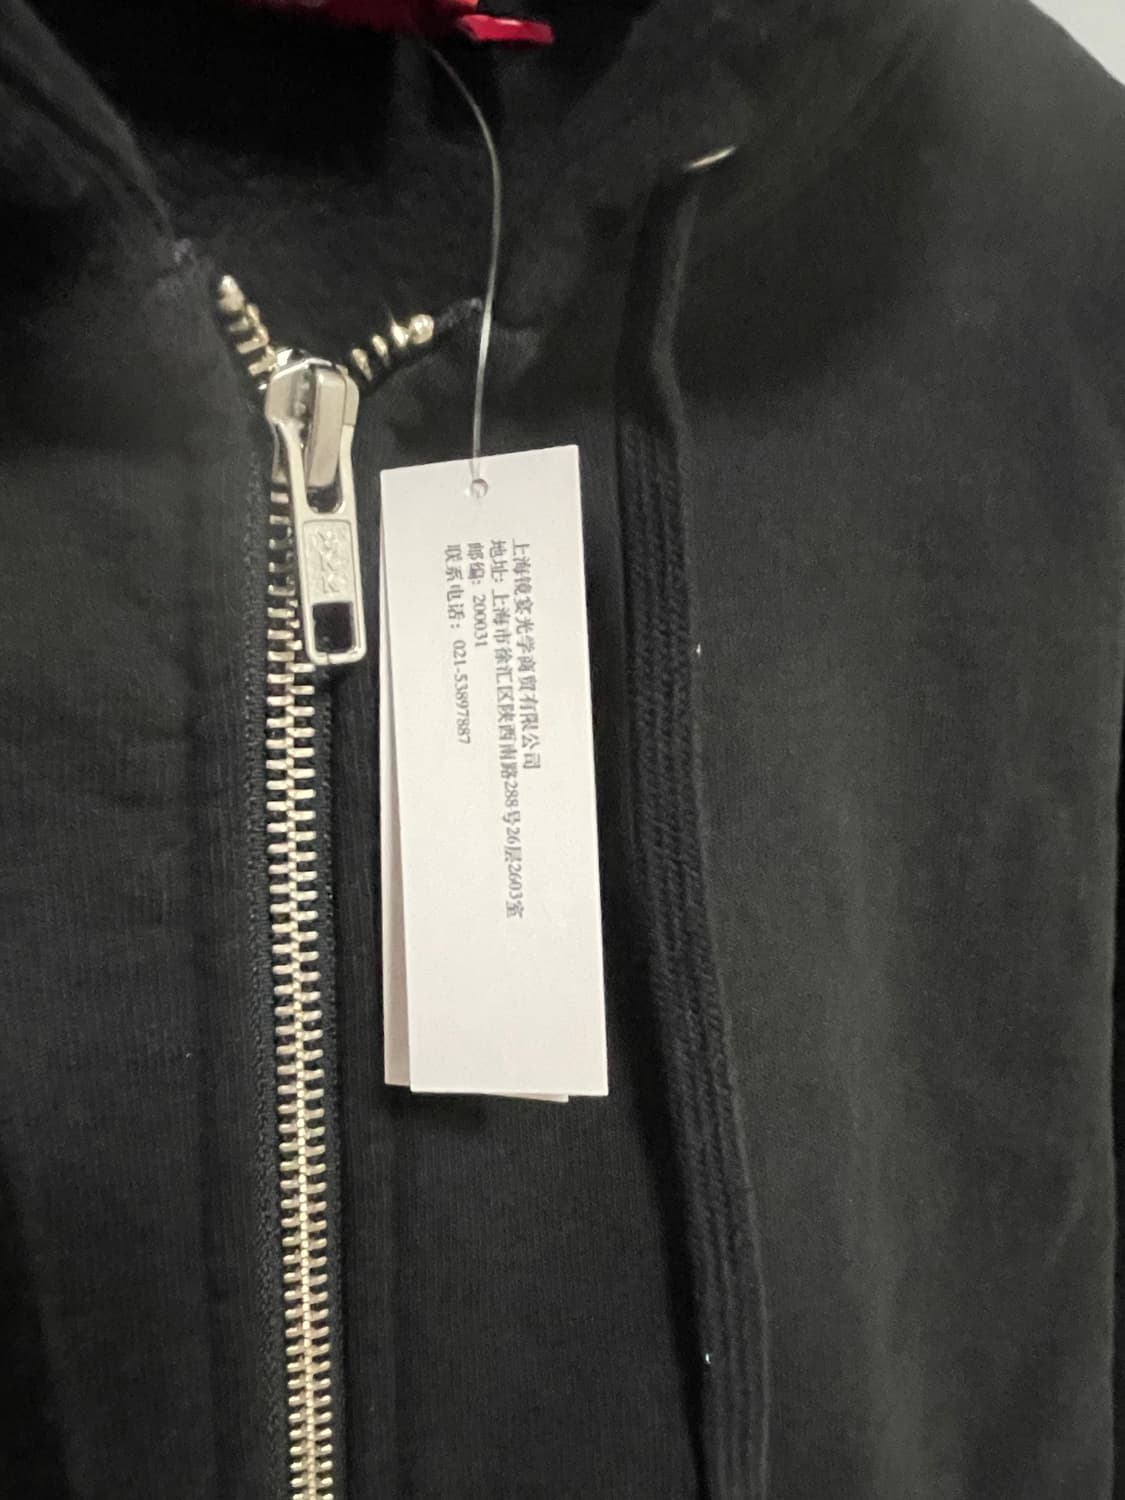 上海镜宴光学商贸有限公司
地址: 上海市徐汇区陕西南路288号26层2603室
邮编: 200031
联系电话: 021-53897887